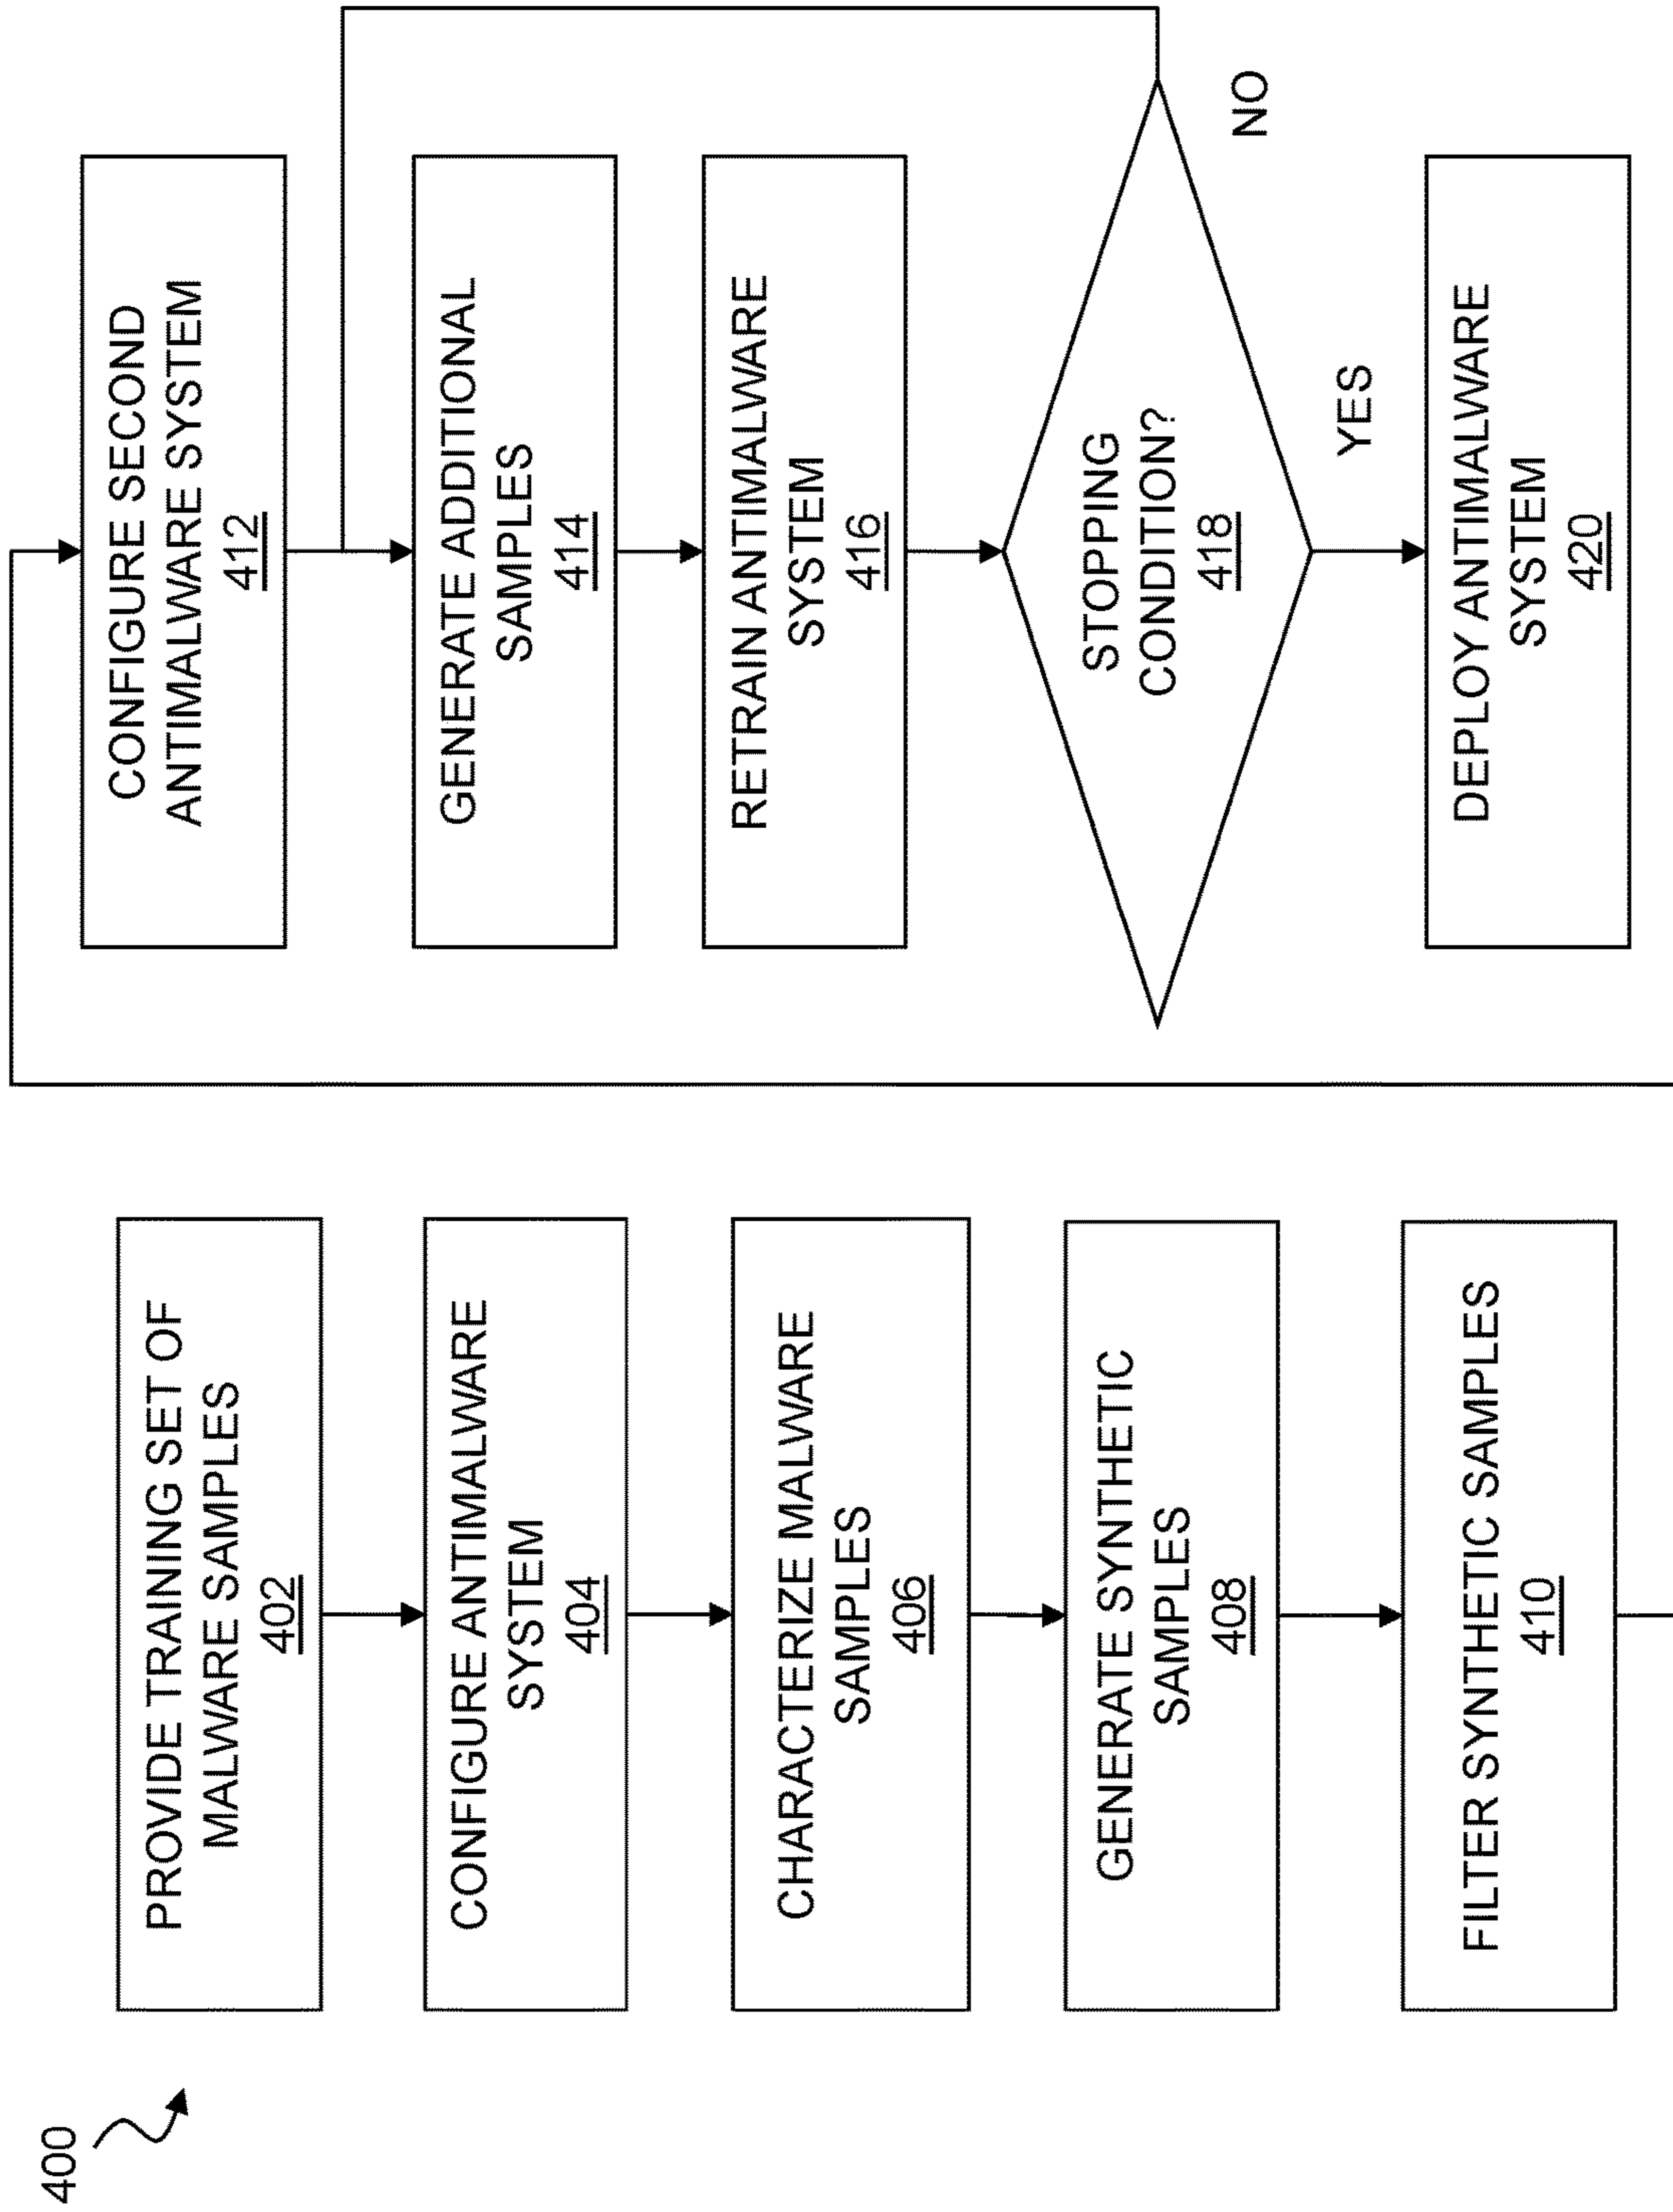 400
PROVIDE TRAINING SET OF
MALWARE SAMPLES
402
CONFIGURE ANTIMALWARE
SYSTEM
404
CHARACTERIZE MALWARE
SAMPLES
406
GENERATE SYNTHETIC
SAMPLES
408
FILTER SYNTHETIC SAMPLES
410
CONFIGURE SECOND
ANTIMALWARE SYSTEM
412
GENERATE ADDITIONAL
SAMPLES
414
RETRAIN ANTIMALWARE
SYSTEM
416
STOPPING
CONDITION?
418
NO
YES
DEPLOY ANTIMALWARE
SYSTEM
420